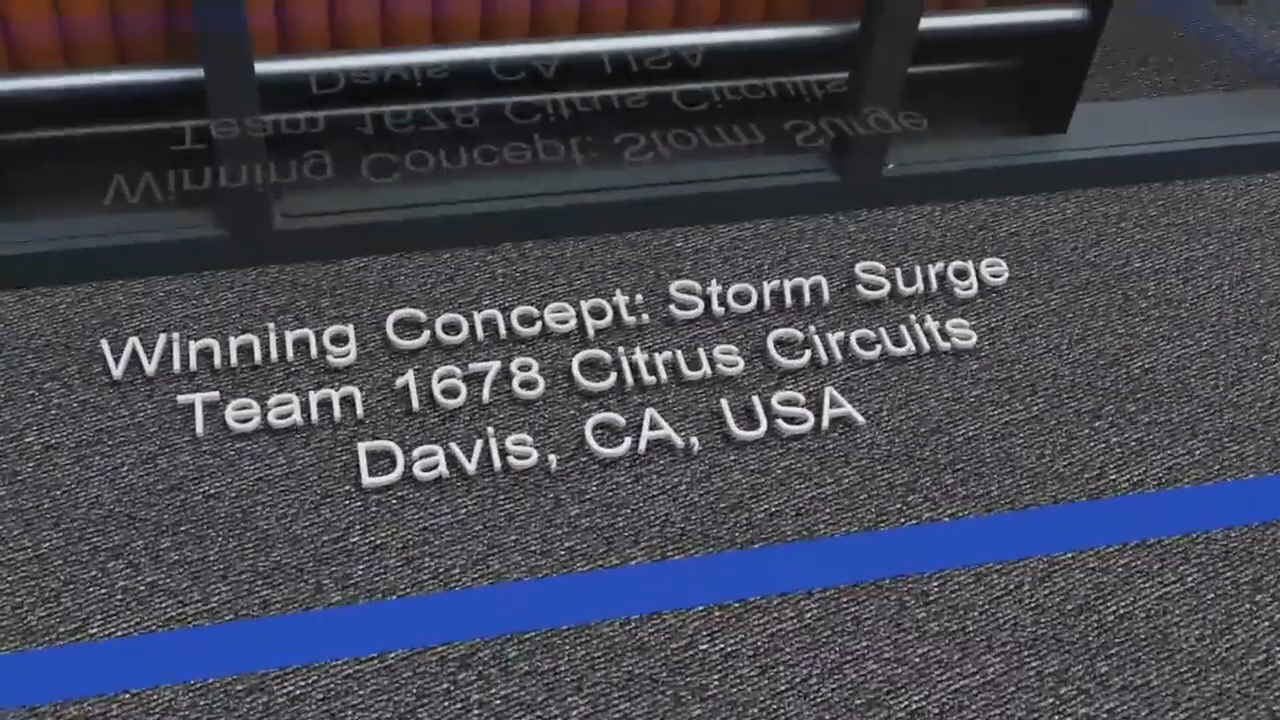 Winning Concept: Storm Surge
Team 1678 Citrus Circuits
Davis, CA, USA